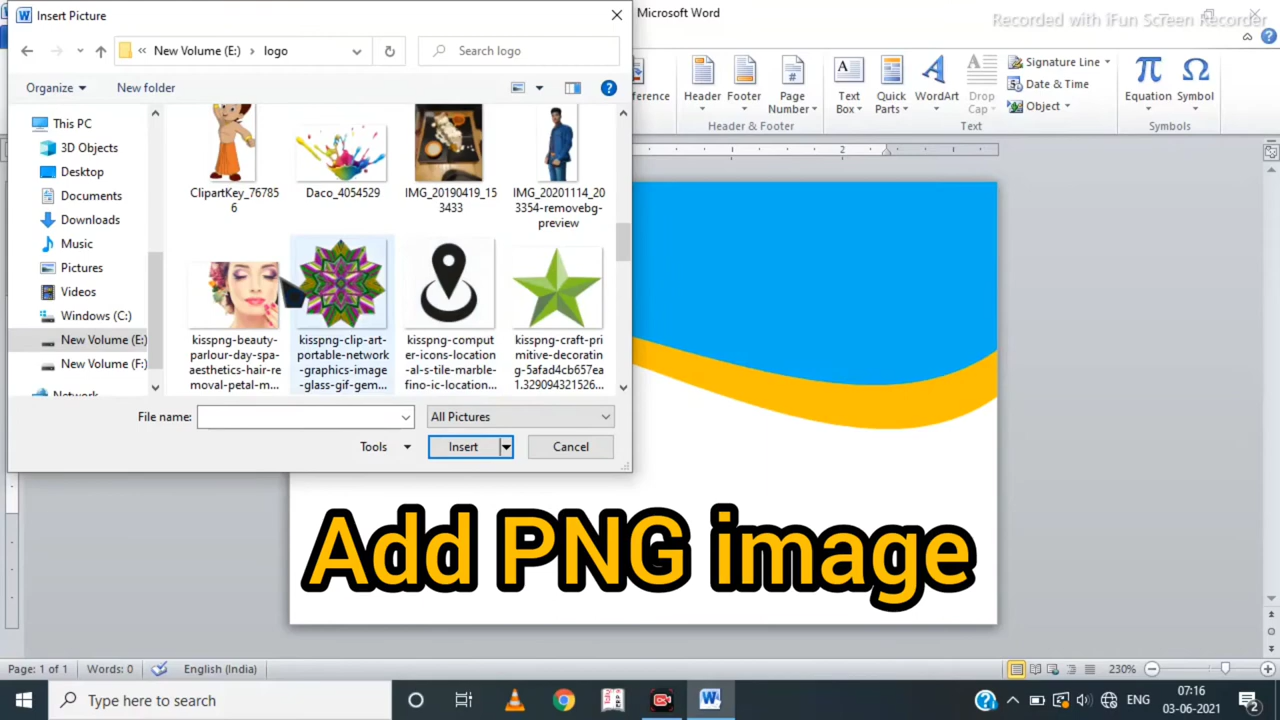 Insert Picture
Microsoft Word
Recorded with iFun Screen Recorder
New Volume (E:)
logo
Search logo
Organize
New folder
This PC
3D Objects
Desktop
Documents
Downloads
Music
Pictures
Videos
Windows (C:)
New Volume (E:)
New Volume (F:)
Network
ClipartKey_76785
6
Daco_4054529
IMG_20190419_15
3433
IMG_20201114_20
3354-removebg-
preview
kisspng-beauty-
parlour-day-spa-
aesthetics-hair-re
moval-petal-m...
kisspng-clip-art-
portable-network
-graphics-image
-glass-gif-gem...
kisspng-comput
er-icons-location
-al-s-tile-marble-
fino-ic-location...
kisspng-craft-pri
mitive-decoratin
g-5afad4cb657ea
1.329094321526...
File name:
All Pictures
Tools
Insert
Cancel
Header
Footer
Page
Number
Header & Footer
Text
Box
Quick
Parts
WordArt
Drop
Cap
Signature Line
Date & Time
Object
Text
Equation
Symbol
Symbols
1
2
Add PNG image
Page: 1 of 1
Words: 0
English (India)
230%
Type here to search
ENG
07:16
03-06-2021
2